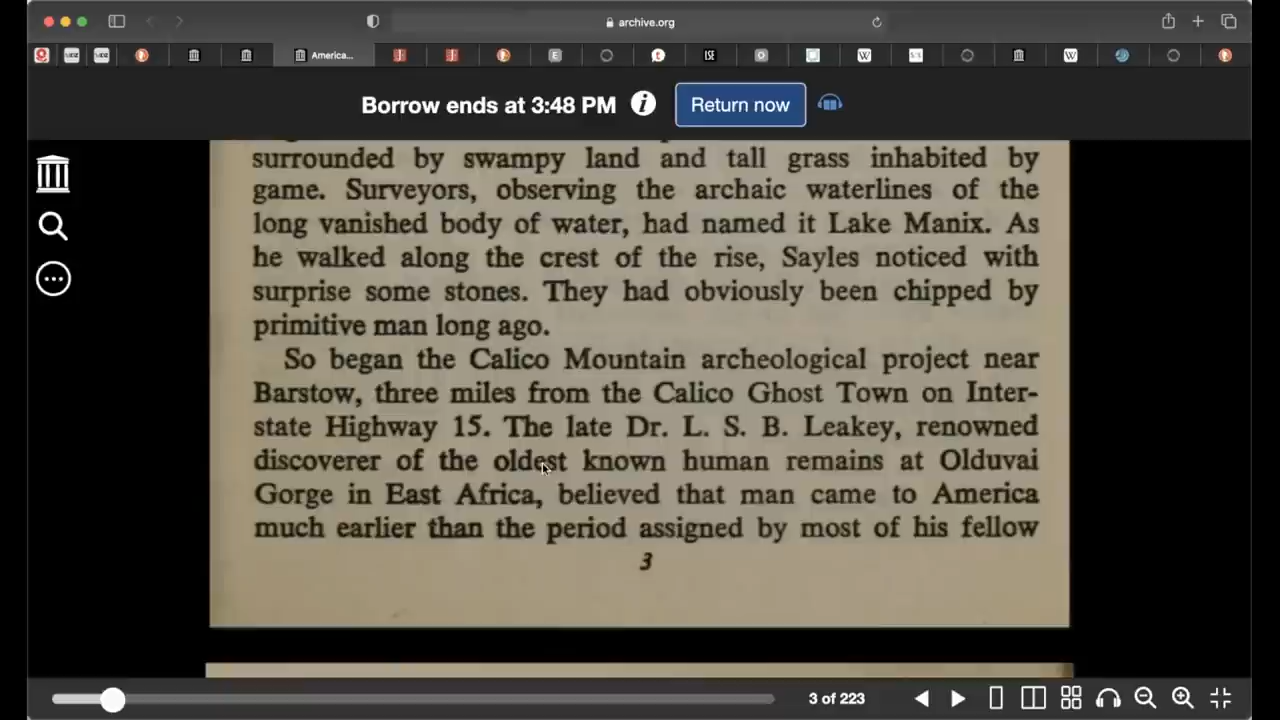 archive.org
America...
Borrow ends at 3:48 PM
Return now
surrounded by swampy land and tall grass inhabited by
game. Surveyors, observing the archaic waterlines of the
long vanished body of water, had named it Lake Manix. As
he walked along the crest of the rise, Sayles noticed with
surprise some stones. They had obviously been chipped by
primitive man long ago.
So began the Calico Mountain archeological project near
Barstow, three miles from the Calico Ghost Town on Inter-
state Highway 15. The late Dr. L. S. B. Leakey, renowned
discoverer of the oldest known human remains at Olduvai
Gorge in East Africa, believed that man came to America
much earlier than the period assigned by most of his fellow
3
3 of 223